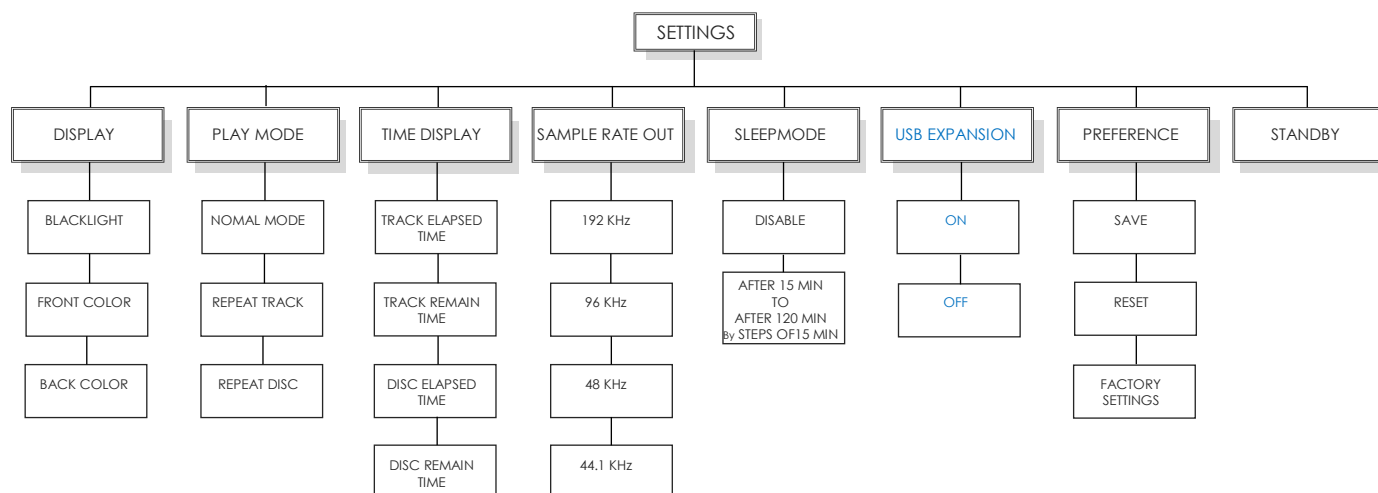 SETTINGS
DISPLAY
PLAY MODE
TIME DISPLAY
SAMPLE RATE OUT
SLEEPMODE
USB EXPANSION
PREFERENCE
STANDBY
BLACKLIGHT
FRONT COLOR
BACK COLOR
NOMAL MODE
REPEAT TRACK
REPEAT DISC
TRACK ELAPSED
TIME
TRACK REMAIN
TIME
DISC ELAPSED
TIME
DISC REMAIN
TIME
192 KHz
96 KHz
48 KHz
44.1 KHz
DISABLE
AFTER 15 MIN
TO
AFTER 120 MIN
By STEPS OF15 MIN
ON
OFF
SAVE
RESET
FACTORY
SETTINGS